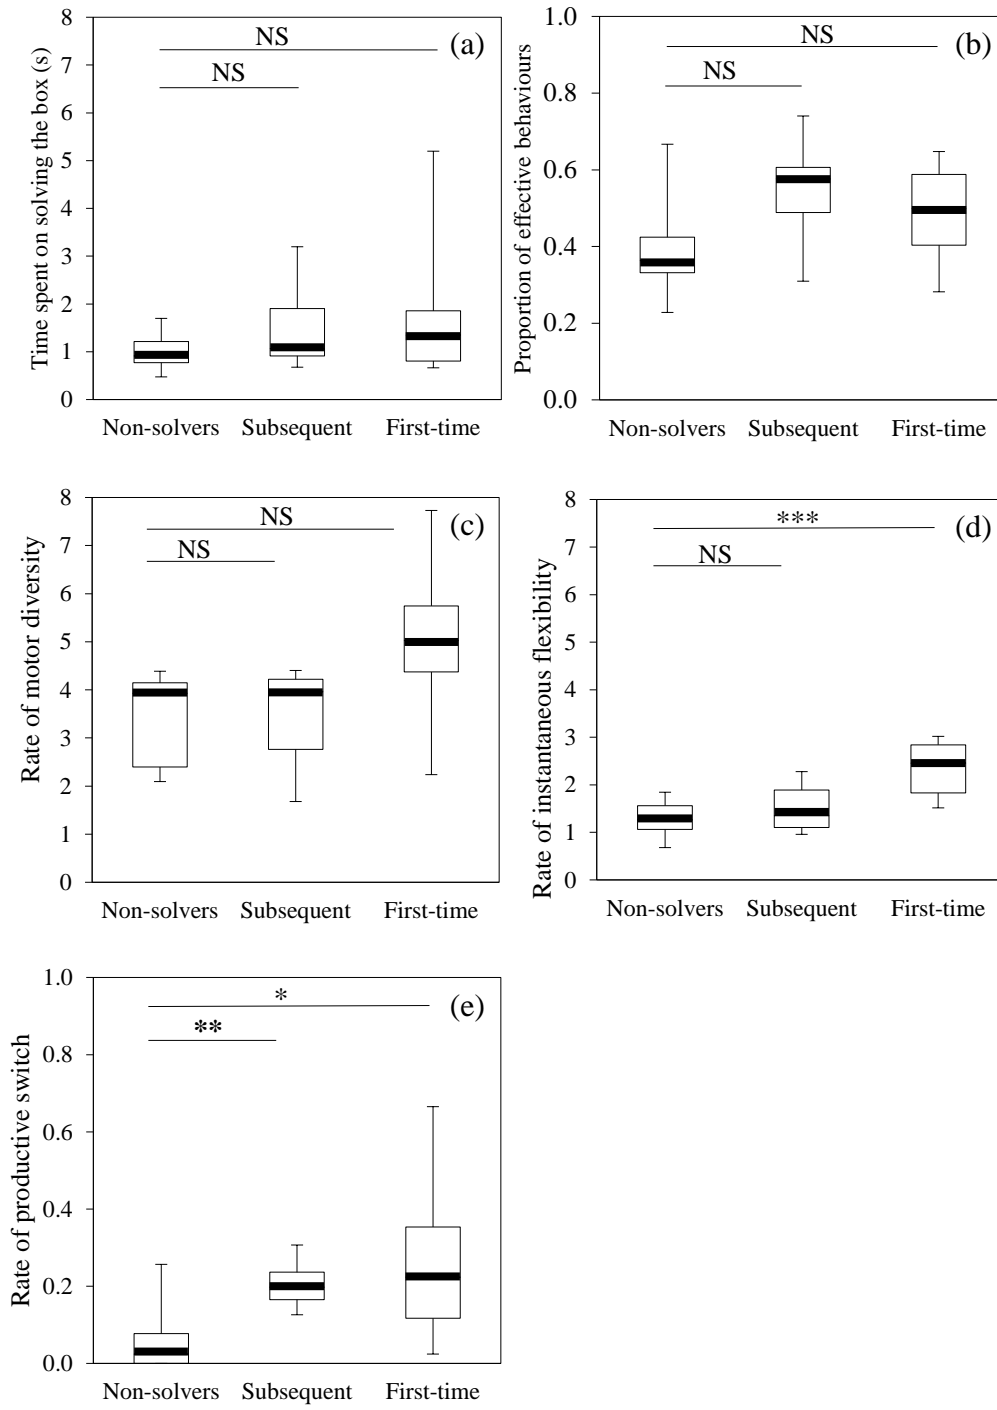 Time spent on solving the box (s)
8
7
6
5
4
3
2
1
0
NS
NS
(a)
Non-solvers Subsequent First-time
Proportion of effective behaviours
1.0
0.8
0.6
0.4
0.2
0.0
NS
NS
(b)
Non-solvers Subsequent First-time
Rate of motor diversity
8
7
6
5
4
3
2
1
0
NS
NS
(c)
Non-solvers Subsequent First-time
Rate of instantaneous flexibility
8
7
6
5
4
3
2
1
0
***
NS
(d)
Non-solvers Subsequent First-time
Rate of productive switch
1.0
0.8
0.6
0.4
0.2
0.0
*
**
(e)
Non-solvers Subsequent First-time